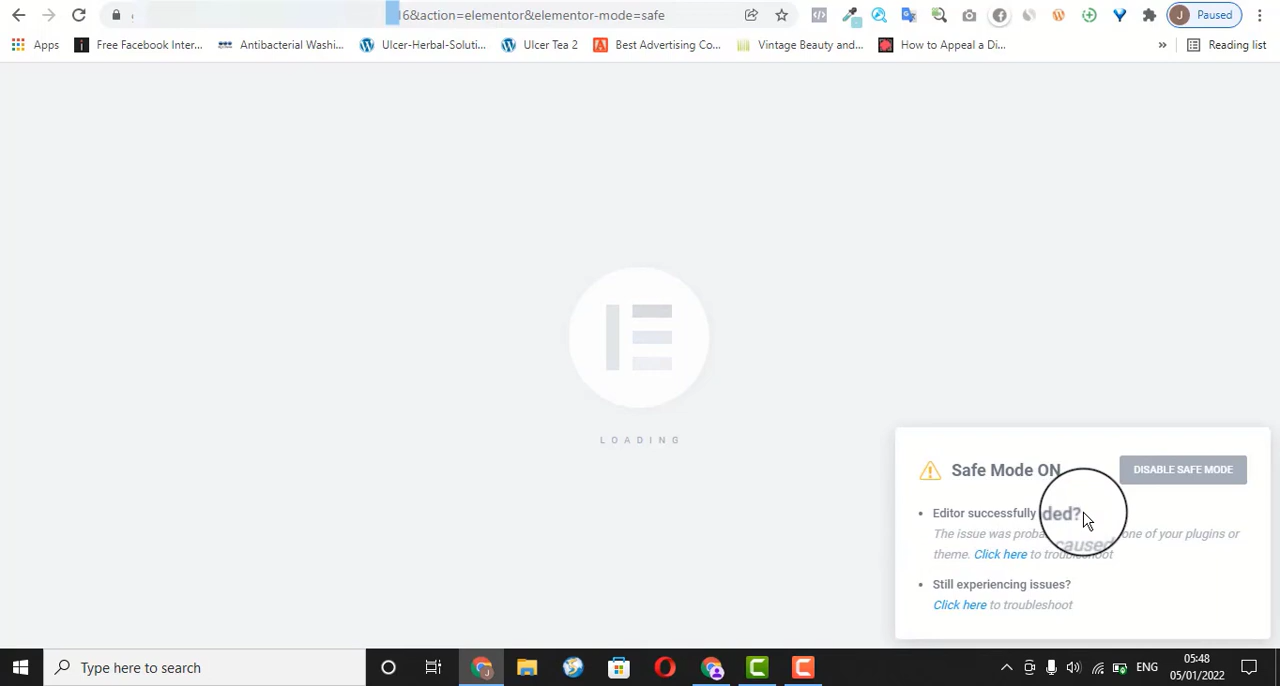 16&action=elementor&elementor-mode=safe
J Paused
Apps Free Facebook Inter... Antibacterial Washi... Ulcer-Herbal-Soluti... Ulcer Tea 2 Best Advertising Co... Vintage Beauty and... How to Appeal a Di... » Reading list
LOADING
Safe Mode ON DISABLE SAFE MODE
• Editor successfully ded?
The issue was proba caused one of your plugins or
theme. Click here to troubleshoot
• Still experiencing issues?
Click here to troubleshoot
Type here to search
ENG
05:48
05/01/2022